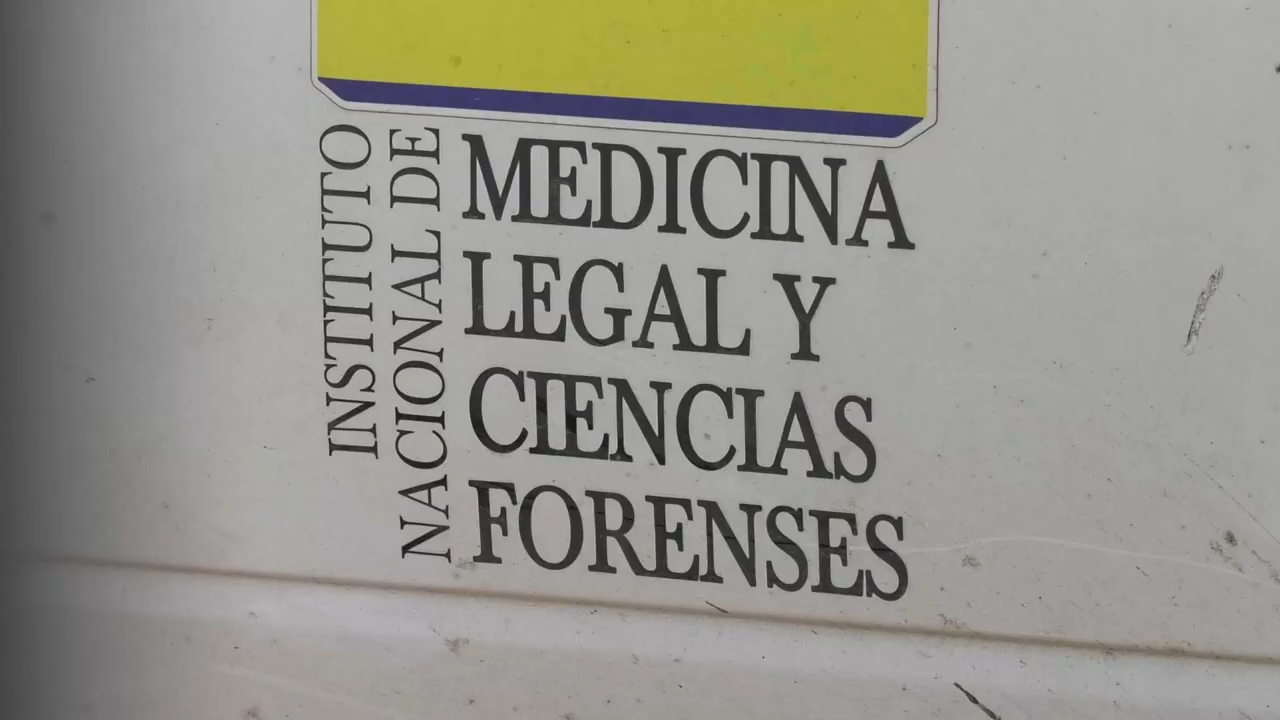 INSTITUTO
NACIONAL DE
MEDICINA
LEGAL Y
CIENCIAS
FORENSES